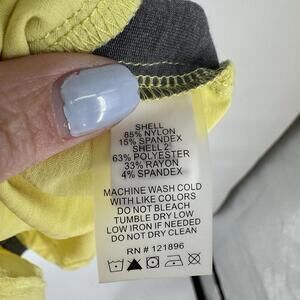 SHELL
85% NYLON
15% SPANDEX
SHELL 2
63% POLYESTER
33% RAYON
4% SPANDEX
MACHINE WASH COLD
WITH LIKE COLORS
DO NOT BLEACH
TUMBLE DRY LOW
LOW IRON IF NEEDED
DO NOT DRY CLEAN
RN # 121896